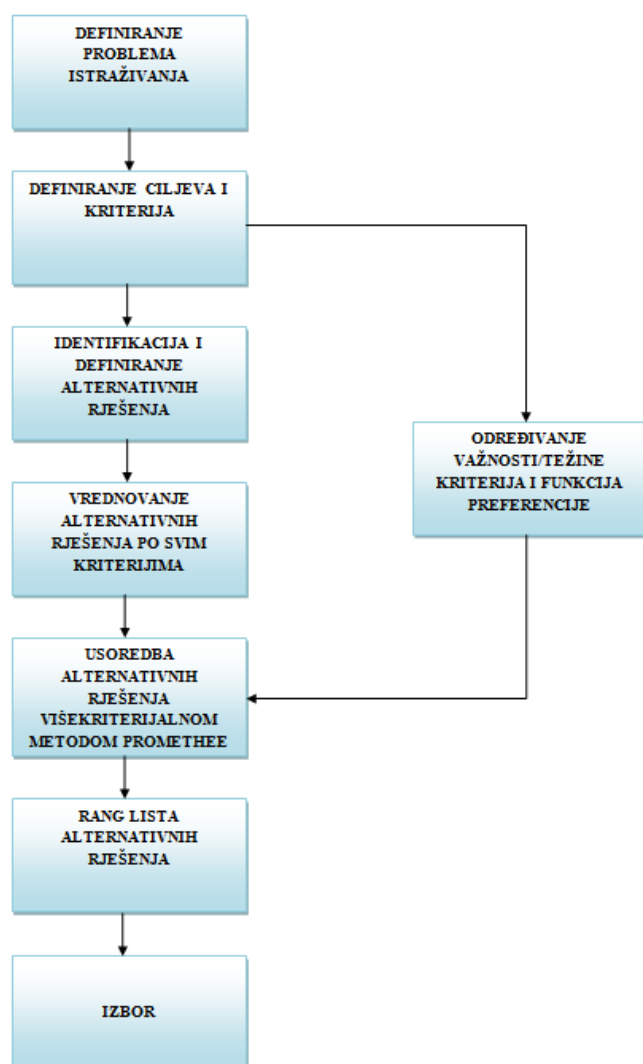 DEFINIRANJE
PROBLEMA
ISTRAŽIVANJA
DEFINIRANJE CILJEVA I
KRITERIJA
IDENTIFIKACIJA I
DEFINIRANJE
ALTERNATIVNIH
RJEŠENJA
ODREĐIVANJE
VAŽNOSTI/TEŽINE
KRITERIJA I FUNKCIJA
PREFERENCIJE
VREDNOVANJE
ALTERNATIVNIH
RJEŠENJA PO SVIM
KRITERIJIMA
USOREDBA
ALTERNATIVNIH
RJEŠENJA
VIŠEKRITERIJALNOM
METODOM PROMETHEE
RANG LISTA
ALTERNATIVNIH
RJEŠENJA
IZBOR